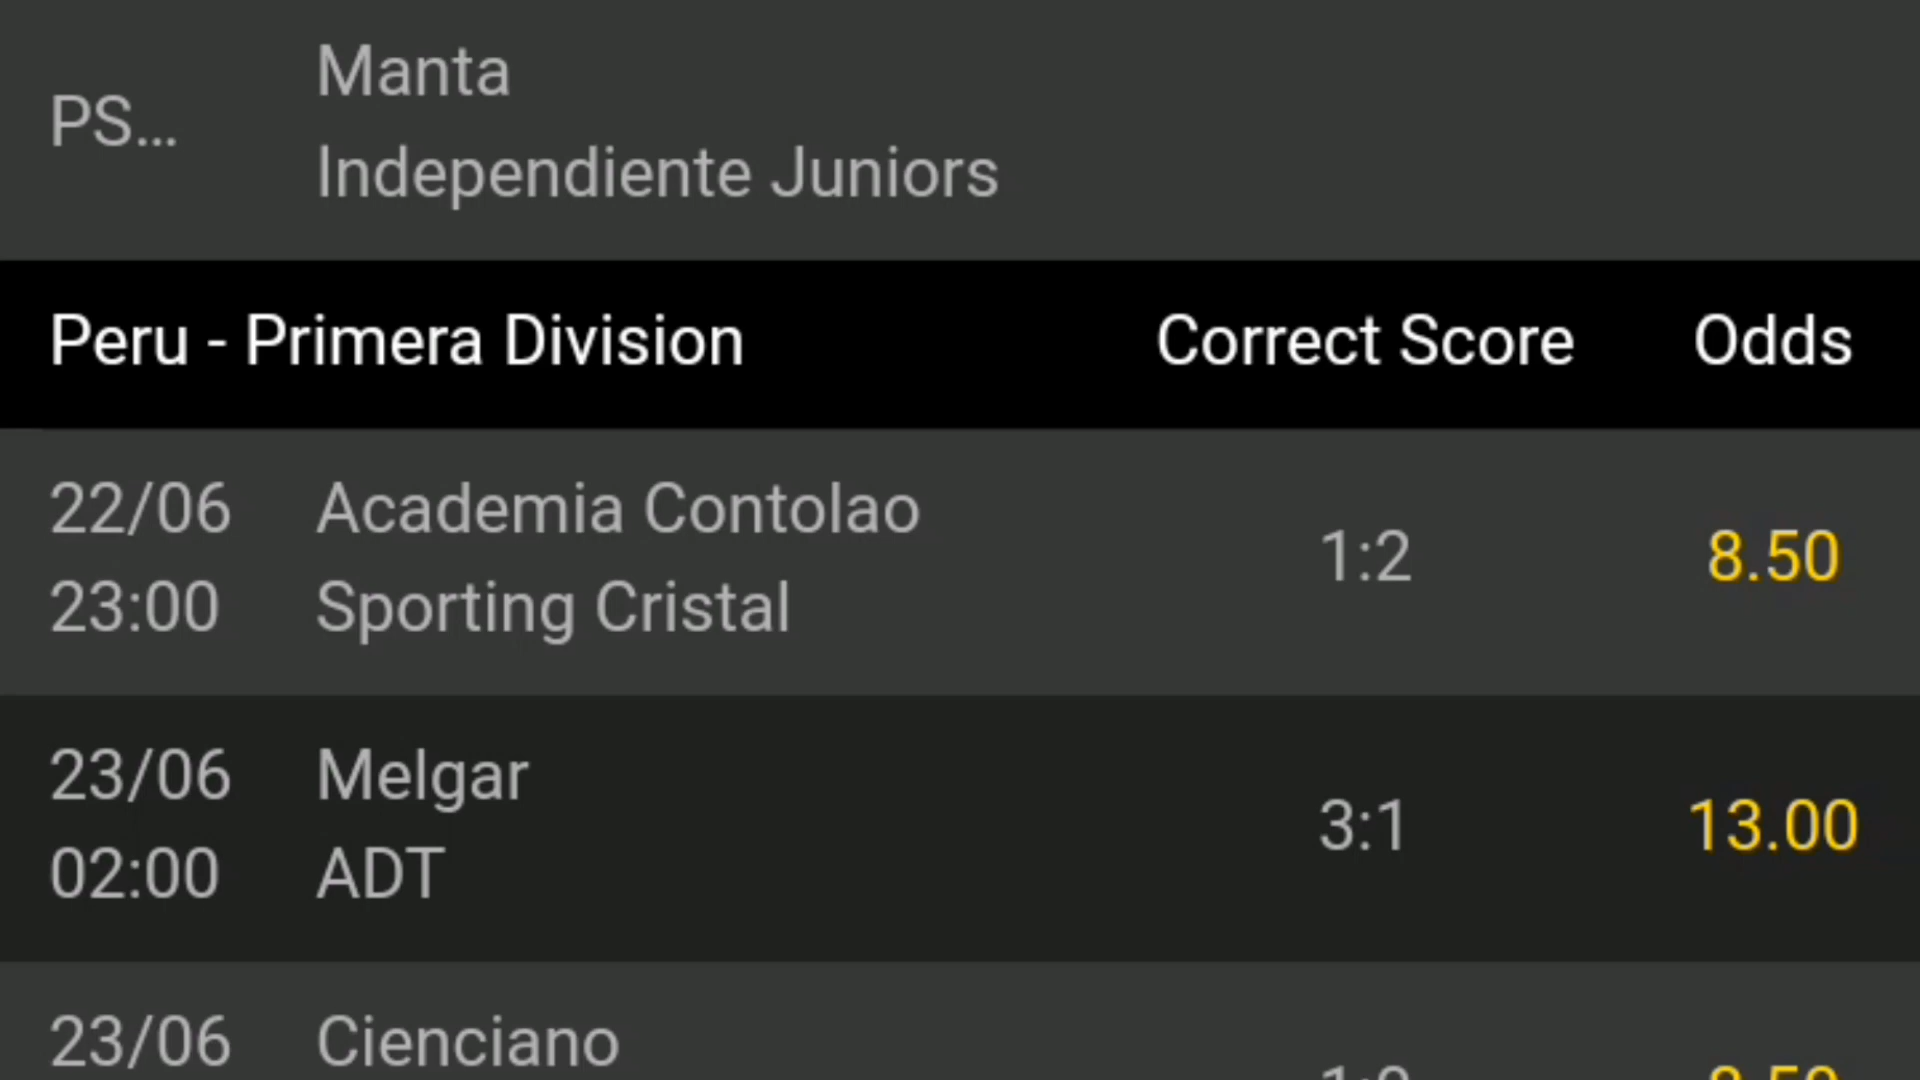 Manta
PS...
Independiente Juniors
Peru - Primera Division Correct Score Odds
22/06 Academia Contolao
1:2 8.50
23:00 Sporting Cristal
23/06 Melgar
3:1 13.00
02:00 ADT
23/06 Cienciano